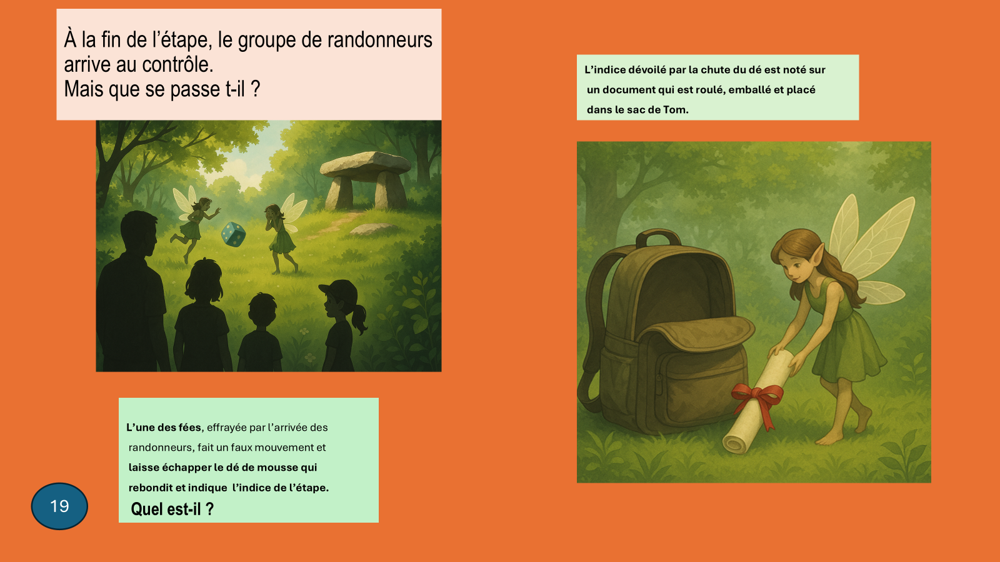 À la fin de l’étape, le groupe de randonneurs
arrive au contrôle.
Mais que se passe t-il ?
L’une des fées, effrayée par l’arrivée des
randonneurs, fait un faux mouvement et
laisse échapper le dé de mousse qui
rebondit et indique  l’indice de l’étape.
Quel est-il ?
19
L’indice dévoilé par la chute du dé est noté sur
un document qui est roulé, emballé et placé
dans le sac de Tom.